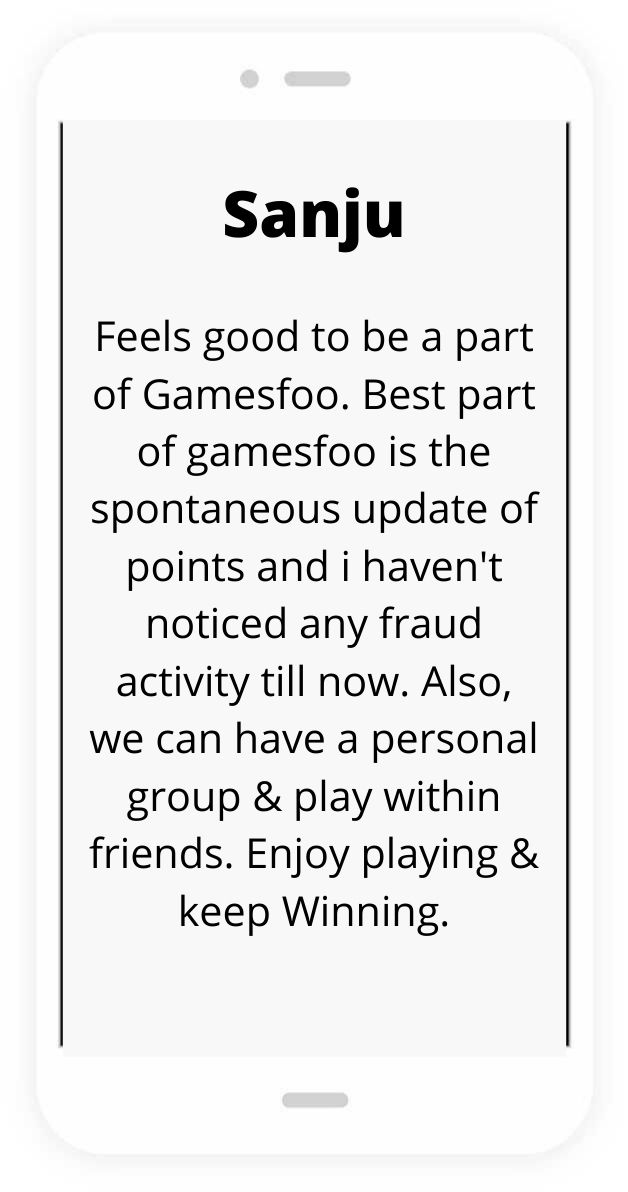 Sanju
Feels good to be a part
of Gamesfoo. Best part
of gamesfoo is the
spontaneous update of
points and i haven't
noticed any fraud
activity till now. Also,
we can have a personal
group & play within
friends. Enjoy playing &
keep Winning.